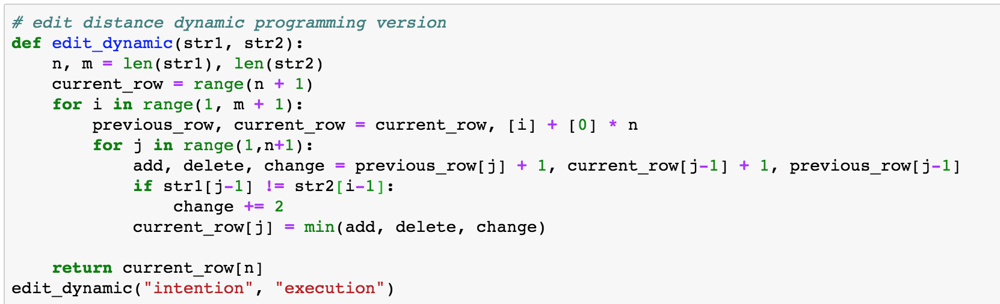 # edit distance dynamic programming version
def edit_dynamic(str1, str2):
    n, m = len(str1), len(str2)
    current_row = range(n + 1)
    for i in range(1, m + 1):
        previous_row, current_row = current_row, [i] + [0] * n
        for j in range(1,n+1):
            add, delete, change = previous_row[j] + 1, current_row[j-1] + 1, previous_row[j-1]
            if str1[j-1] != str2[i-1]:
                change += 2
            current_row[j] = min(add, delete, change)

    return current_row[n]
edit_dynamic("intention", "execution")